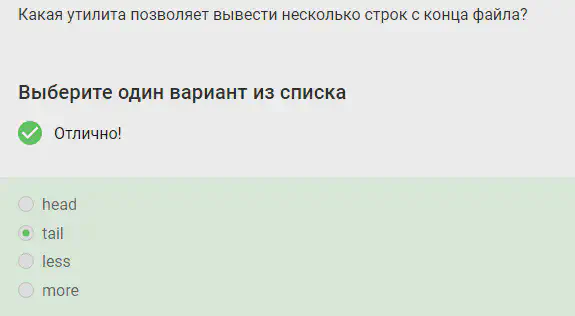 Какая утилита позволяет вывести несколько строк с конца файла?
Выберите один вариант из списка
Отлично!
head
tail
less
more